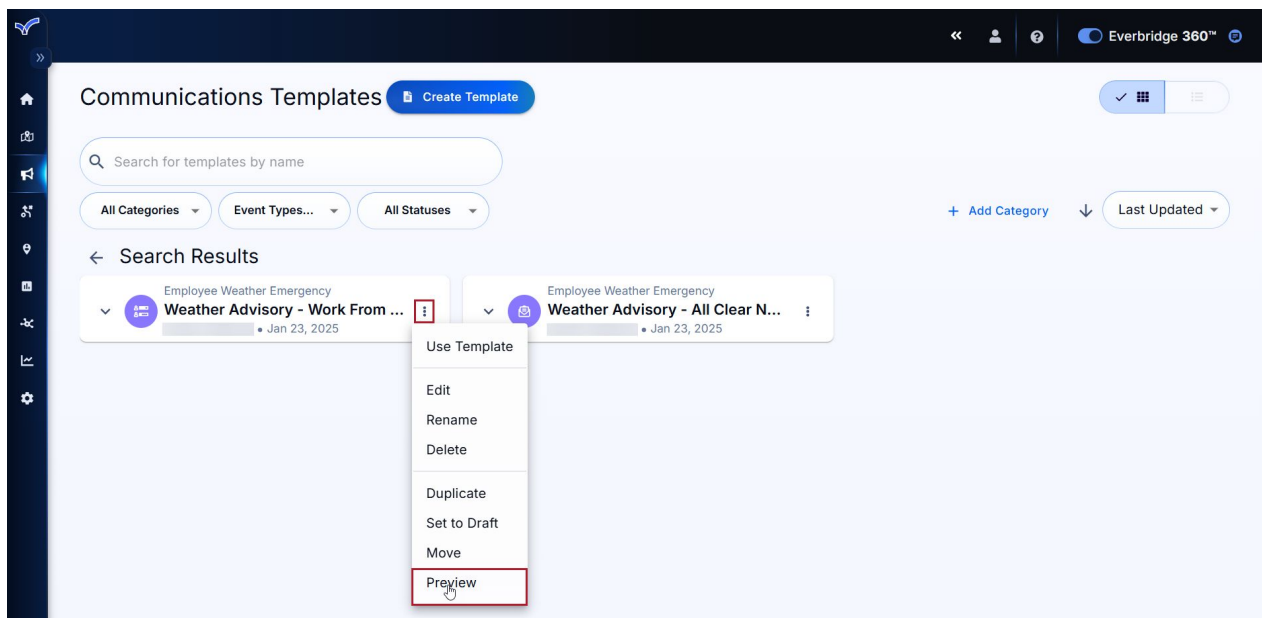 Everbridge 360™
Communications Templates
Create Template
Search for templates by name
All Categories
Event Types...
All Statuses
+ Add Category
Last Updated
Search Results
Employee Weather Emergency
Weather Advisory - Work From ...
• Jan 23, 2025
Employee Weather Emergency
Weather Advisory - All Clear N...
• Jan 23, 2025
Use Template
Edit
Rename
Delete
Duplicate
Set to Draft
Move
Preview